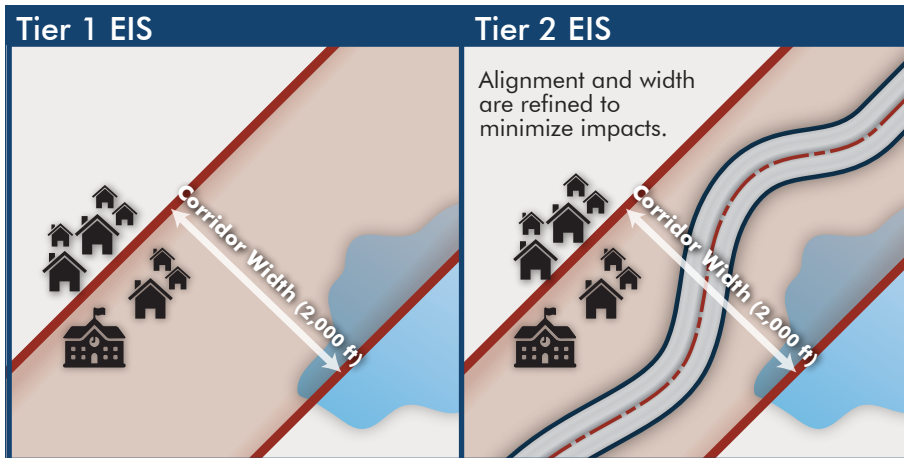 Tier 1 EIS
Corridor Width (2,000 ft)
Tier 2 EIS
Alignment and width
are refined to
minimize impacts.
Corridor Width (2,000 ft)